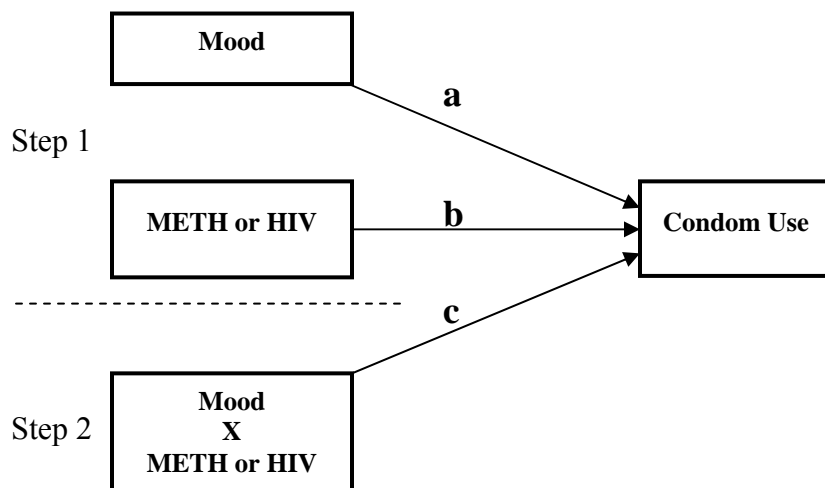 Mood
a
Step 1
METH or HIV
b
Condom Use
c
Step 2
Mood
X
METH or HIV